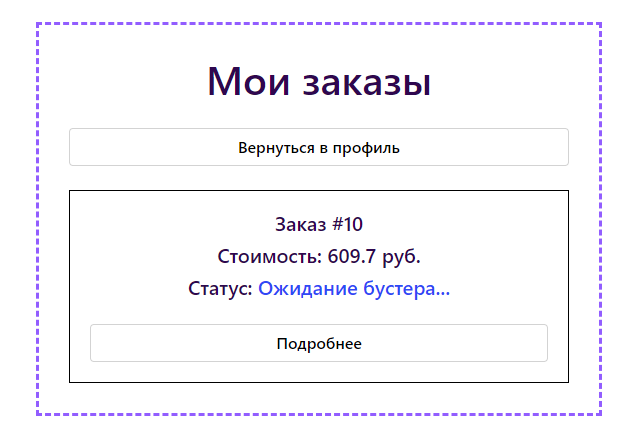 Мои заказы
Вернуться в профиль
Заказ #10
Стоимость: 609.7 руб.
Статус: Ожидание бустера...
Подробнее